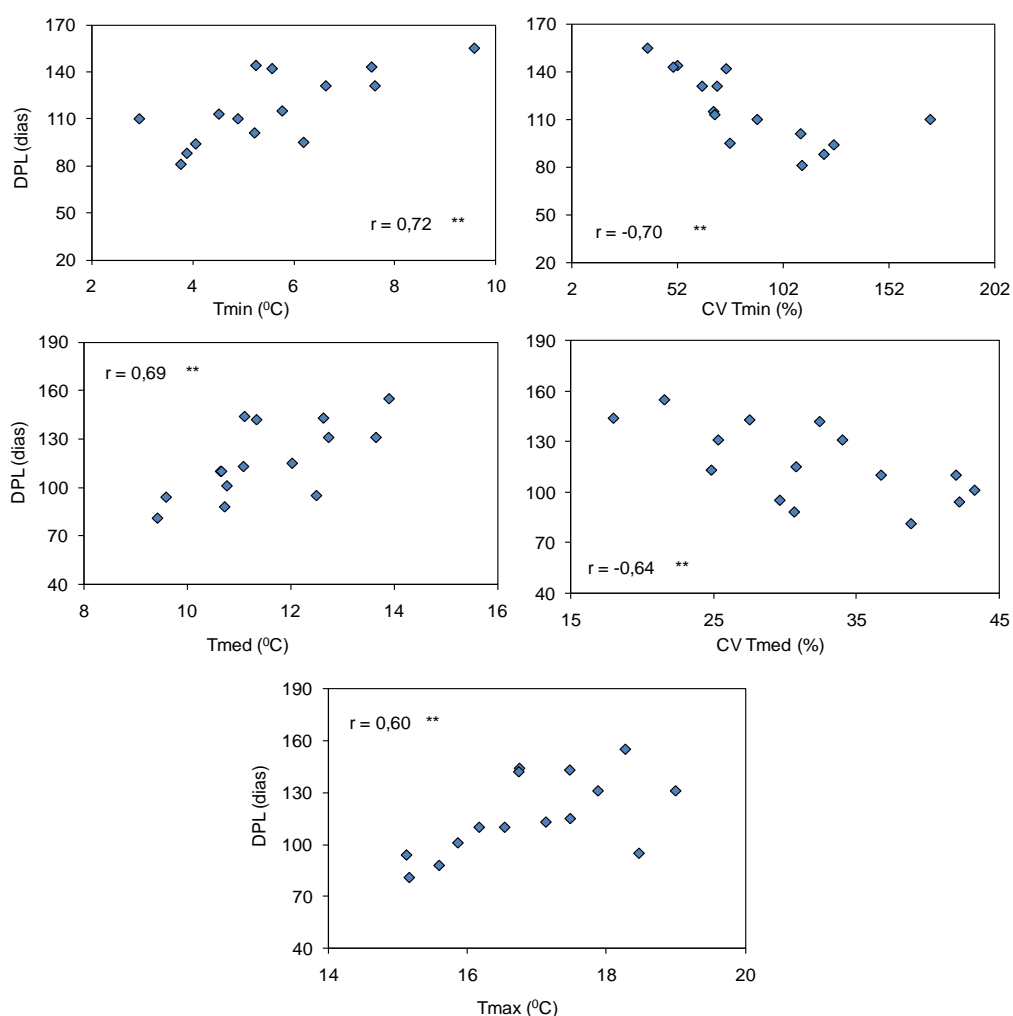 170
140
110
80
50
20
DPL (dias)
r = 0,72 **
2 4 6 8 10
Tmin (⁰C)
170
140
110
80
50
20
r = -0,70 **
2 52 102 152 202
CV Tmin (%)
190
160
130
100
70
40
DPL (dias)
r = 0,69 **
8 10 12 14 16
Tmed (⁰C)
190
160
130
100
70
40
r = -0,64 **
15 25 35 45
CV Tmed (%)
190
160
130
100
70
40
DPL (dias)
r = 0,60 **
14 16 18 20
Tmax (⁰C)